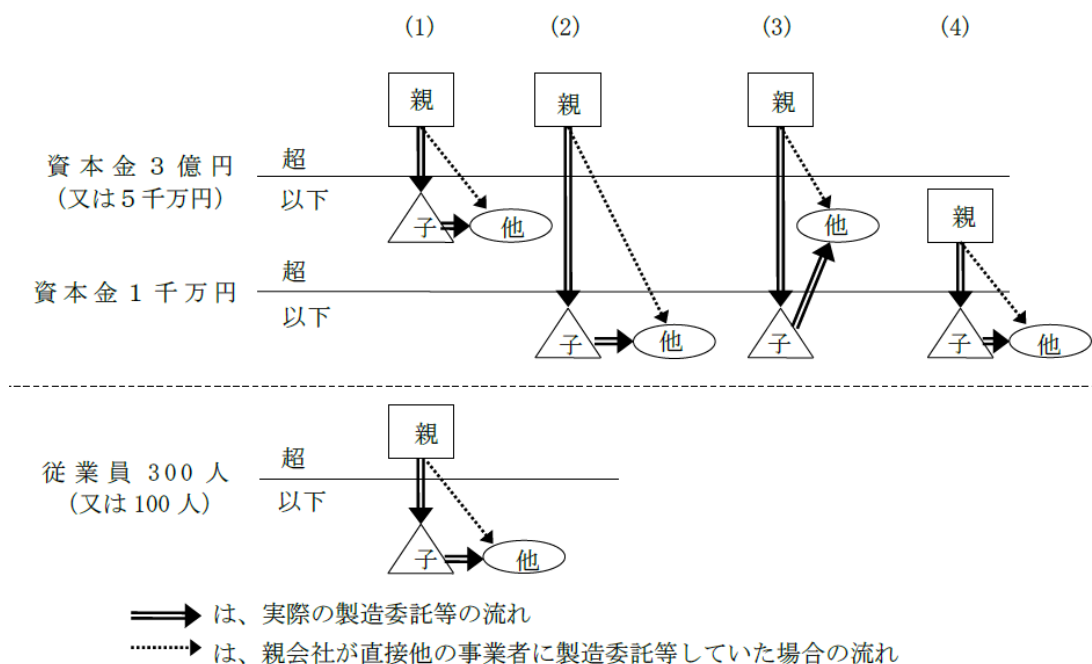 (1) (2) (3) (4)
親 親 親
資本金3億円 超
(又は5千万円) 以下
親
子 他 他
資本金1千万円 超
以下
子 他 子 子 他
親
従業員 300 人 超
(又は 100 人) 以下
子 他
は、実際の製造委託等の流れ
は、親会社が直接他の事業者に製造委託等していた場合の流れ